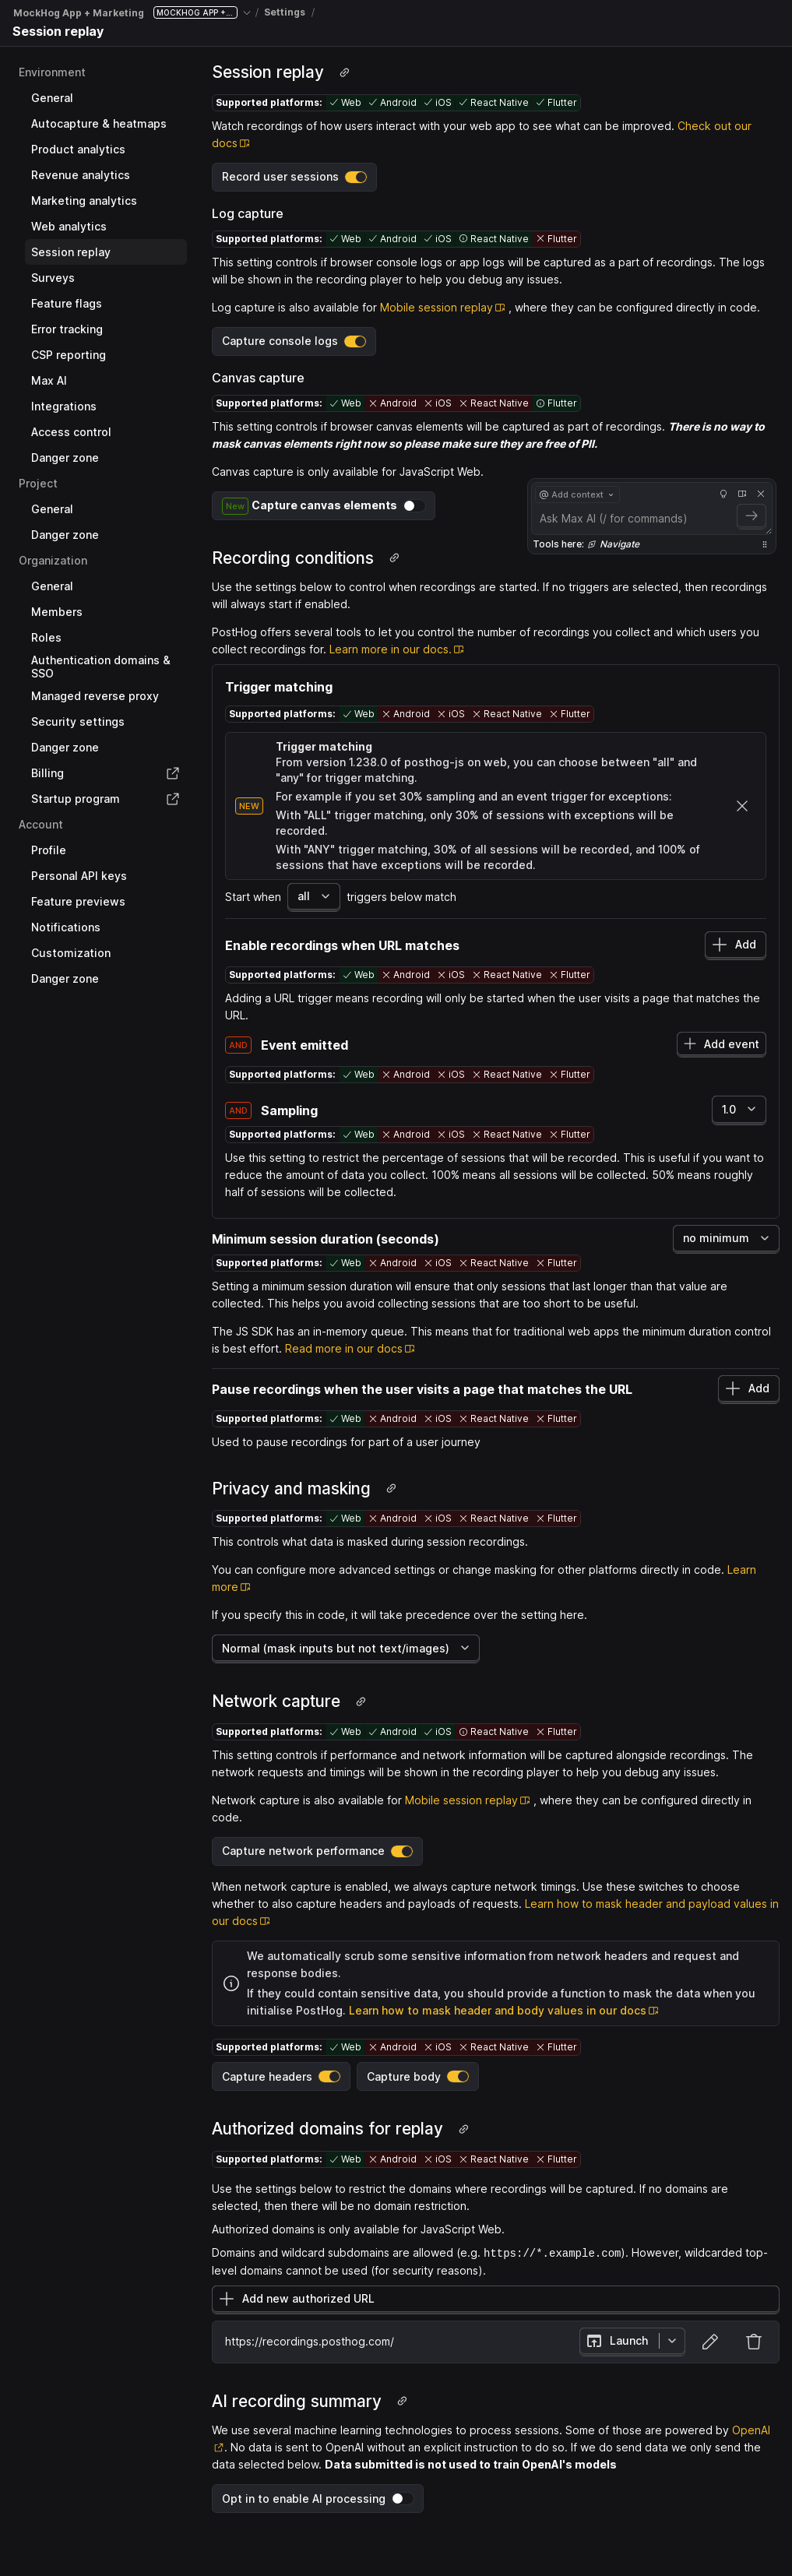 MockHog App + Marketing MOCKHOG APP +... / Settings /
Session replay
Environment
General
Autocapture & heatmaps
Product analytics
Revenue analytics
Marketing analytics
Web analytics
Session replay
Surveys
Feature flags
Error tracking
CSP reporting
Max AI
Integrations
Access control
Danger zone
Project
General
Danger zone
Organization
General
Members
Roles
Authentication domains &
SSO
Managed reverse proxy
Security settings
Danger zone
Billing
Startup program
Account
Profile
Personal API keys
Feature previews
Notifications
Customization
Danger zone
Session replay
Supported platforms: Web Android iOS React Native Flutter
Watch recordings of how users interact with your web app to see what can be improved. Check out our
docs
Record user sessions
Log capture
Supported platforms: Web Android iOS React Native Flutter
This setting controls if browser console logs or app logs will be captured as a part of recordings. The logs
will be shown in the recording player to help you debug any issues.
Log capture is also available for Mobile session replay , where they can be configured directly in code.
Capture console logs
Canvas capture
Supported platforms: Web Android iOS React Native Flutter
This setting controls if browser canvas elements will be captured as part of recordings. There is no way to
mask canvas elements right now so please make sure they are free of PII.
Canvas capture is only available for JavaScript Web.
New Capture canvas elements
@ Add context
Ask Max AI (/ for commands)
Tools here: Navigate
Recording conditions
Use the settings below to control when recordings are started. If no triggers are selected, then recordings
will always start if enabled.
PostHog offers several tools to let you control the number of recordings you collect and which users you
collect recordings for. Learn more in our docs.
Trigger matching
Supported platforms: Web Android iOS React Native Flutter
NEW
Trigger matching
From version 1.238.0 of posthog-js on web, you can choose between "all" and
"any" for trigger matching.
For example if you set 30% sampling and an event trigger for exceptions:
With "ALL" trigger matching, only 30% of sessions with exceptions will be
recorded.
With "ANY" trigger matching, 30% of all sessions will be recorded, and 100% of
sessions that have exceptions will be recorded.
Start when all triggers below match
Enable recordings when URL matches Add
Supported platforms: Web Android iOS React Native Flutter
Adding a URL trigger means recording will only be started when the user visits a page that matches the
URL.
AND Event emitted Add event
Supported platforms: Web Android iOS React Native Flutter
AND Sampling 1.0
Supported platforms: Web Android iOS React Native Flutter
Use this setting to restrict the percentage of sessions that will be recorded. This is useful if you want to
reduce the amount of data you collect. 100% means all sessions will be collected. 50% means roughly
half of sessions will be collected.
Minimum session duration (seconds) no minimum
Supported platforms: Web Android iOS React Native Flutter
Setting a minimum session duration will ensure that only sessions that last longer than that value are
collected. This helps you avoid collecting sessions that are too short to be useful.
The JS SDK has an in-memory queue. This means that for traditional web apps the minimum duration control
is best effort. Read more in our docs
Pause recordings when the user visits a page that matches the URL Add
Supported platforms: Web Android iOS React Native Flutter
Used to pause recordings for part of a user journey
Privacy and masking
Supported platforms: Web Android iOS React Native Flutter
This controls what data is masked during session recordings.
You can configure more advanced settings or change masking for other platforms directly in code. Learn
more
If you specify this in code, it will take precedence over the setting here.
Normal (mask inputs but not text/images)
Network capture
Supported platforms: Web Android iOS React Native Flutter
This setting controls if performance and network information will be captured alongside recordings. The
network requests and timings will be shown in the recording player to help you debug any issues.
Network capture is also available for Mobile session replay , where they can be configured directly in
code.
Capture network performance
When network capture is enabled, we always capture network timings. Use these switches to choose
whether to also capture headers and payloads of requests. Learn how to mask header and payload values in
our docs
We automatically scrub some sensitive information from network headers and request and
response bodies.
If they could contain sensitive data, you should provide a function to mask the data when you
initialise PostHog. Learn how to mask header and body values in our docs
Supported platforms: Web Android iOS React Native Flutter
Capture headers Capture body
Authorized domains for replay
Supported platforms: Web Android iOS React Native Flutter
Use the settings below to restrict the domains where recordings will be captured. If no domains are
selected, then there will be no domain restriction.
Authorized domains is only available for JavaScript Web.
Domains and wildcard subdomains are allowed (e.g. https://*.example.com). However, wildcarded top-
level domains cannot be used (for security reasons).
Add new authorized URL
https://recordings.posthog.com/ Launch
AI recording summary
We use several machine learning technologies to process sessions. Some of those are powered by OpenAI
. No data is sent to OpenAI without an explicit instruction to do so. If we do send data we only send the
data selected below. Data submitted is not used to train OpenAI's models
Opt in to enable AI processing